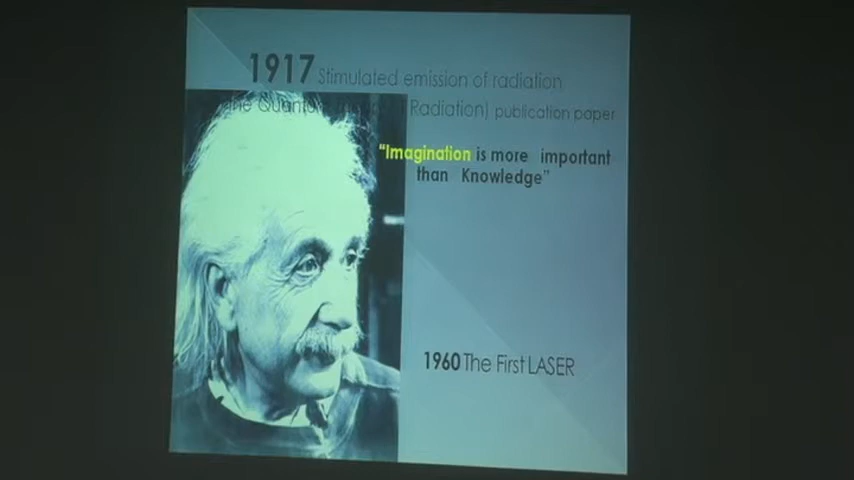 1917 Stimulated emission of radiation
Radiation) publication paper
“Imagination is more important
than Knowledge”
1960 The First LASER